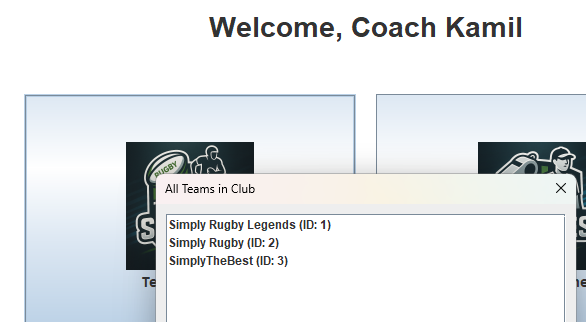 Welcome, Coach Kamil
RUGBY
All Teams in Club
Simply Rugby Legends (ID: 1)
Simply Rugby (ID: 2)
SimplyTheBest (ID: 3)